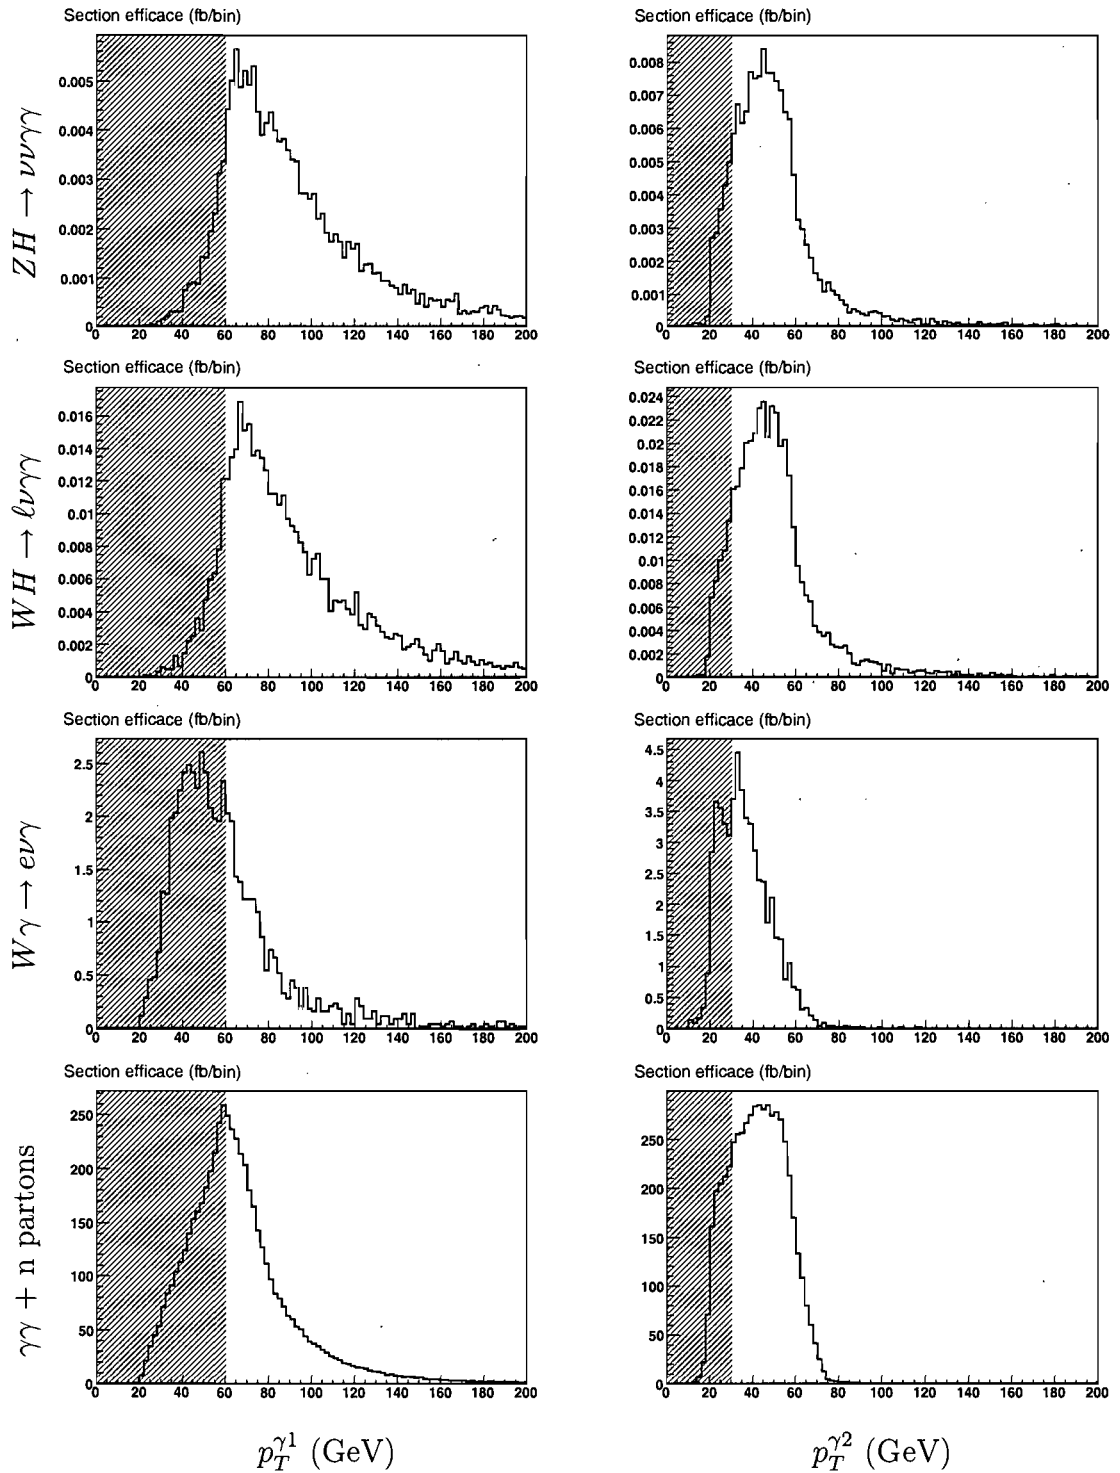 Section efficace (fb/bin)
0.005
0.004
0.003
0.002
0.001
0
0 20 40 60 80 100 120 140 160 180 200
ZH → ννγγ
Section efficace (fb/bin)
0.008
0.007
0.006
0.005
0.004
0.003
0.002
0.001
0
0 20 40 60 80 100 120 140 160 180 200
Section efficace (fb/bin)
0.016
0.014
0.012
0.01
0.008
0.006
0.004
0.002
0
0 20 40 60 80 100 120 140 160 180 200
WH → ℓνγγ
Section efficace (fb/bin)
0.024
0.022
0.02
0.018
0.016
0.014
0.012
0.01
0.008
0.006
0.004
0.002
0
0 20 40 60 80 100 120 140 160 180 200
Section efficace (fb/bin)
2.5
2
1.5
1
0.5
0
0 20 40 60 80 100 120 140 160 180 200
Wγ → eνγ
Section efficace (fb/bin)
4.5
4
3.5
3
2.5
2
1.5
1
0.5
0
0 20 40 60 80 100 120 140 160 180 200
Section efficace (fb/bin)
250
200
150
100
50
0
0 20 40 60 80 100 120 140 160 180 200
γγ + n partons
Section efficace (fb/bin)
250
200
150
100
50
0
0 20 40 60 80 100 120 140 160 180 200
p_T^{γ1} (GeV)
p_T^{γ2} (GeV)